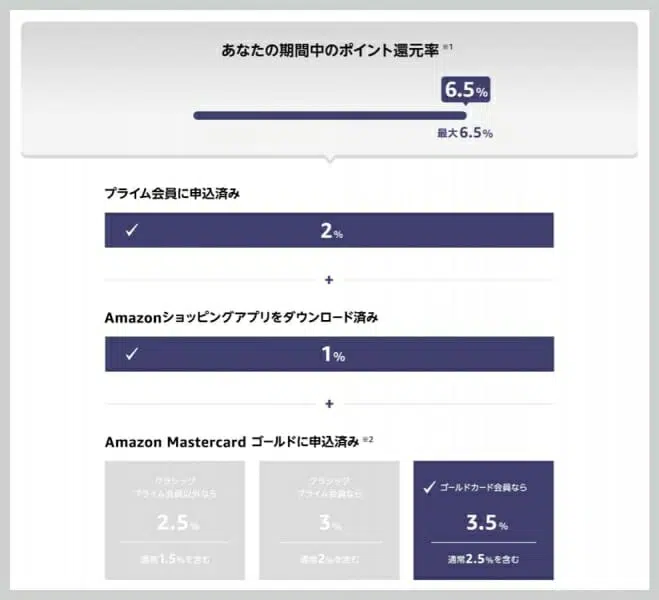 あなたの期間中のポイント還元率※1
6.5%
最大6.5%
プライム会員に申込済み
✓ 2%
+
Amazonショッピングアプリをダウンロード済み
✓ 1%
+
Amazon Mastercard ゴールドに申込済み※2
クラシック
プライム会員以外なら
2.5%
通常1.5%を含む
クラシック
プライム会員なら
3%
通常2%を含む
✓ ゴールドカード会員なら
3.5%
通常2.5%を含む